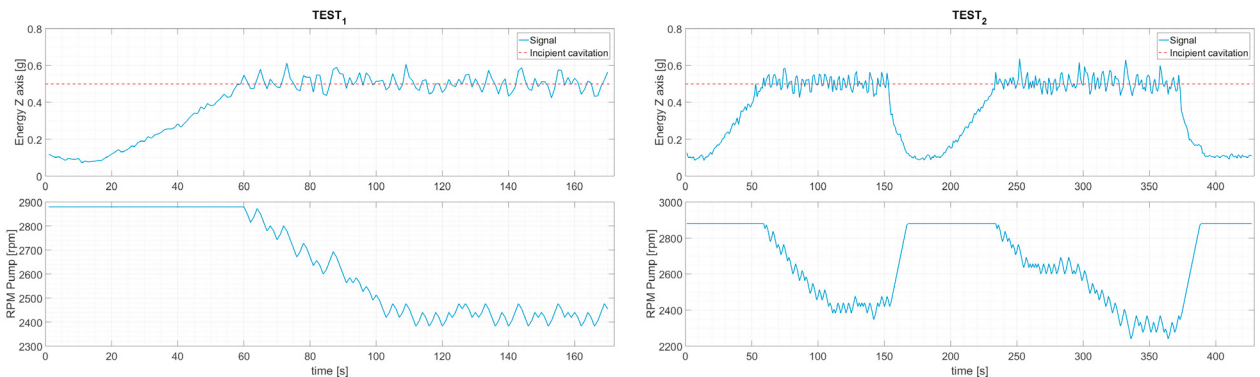 TEST1
Energy Z axis [g]
0.8
0.6
0.4
0.2
0
Signal
Incipient cavitation
0 20 40 60 80 100 120 140 160
RPM Pump [rpm]
2900
2800
2700
2600
2500
2400
2300
0 20 40 60 80 100 120 140 160
time [s]
TEST2
Energy Z axis [g]
0.8
0.6
0.4
0.2
0
Signal
Incipient cavitation
0 50 100 150 200 250 300 350 400
RPM Pump [rpm]
3000
2800
2600
2400
2200
0 50 100 150 200 250 300 350 400
time [s]